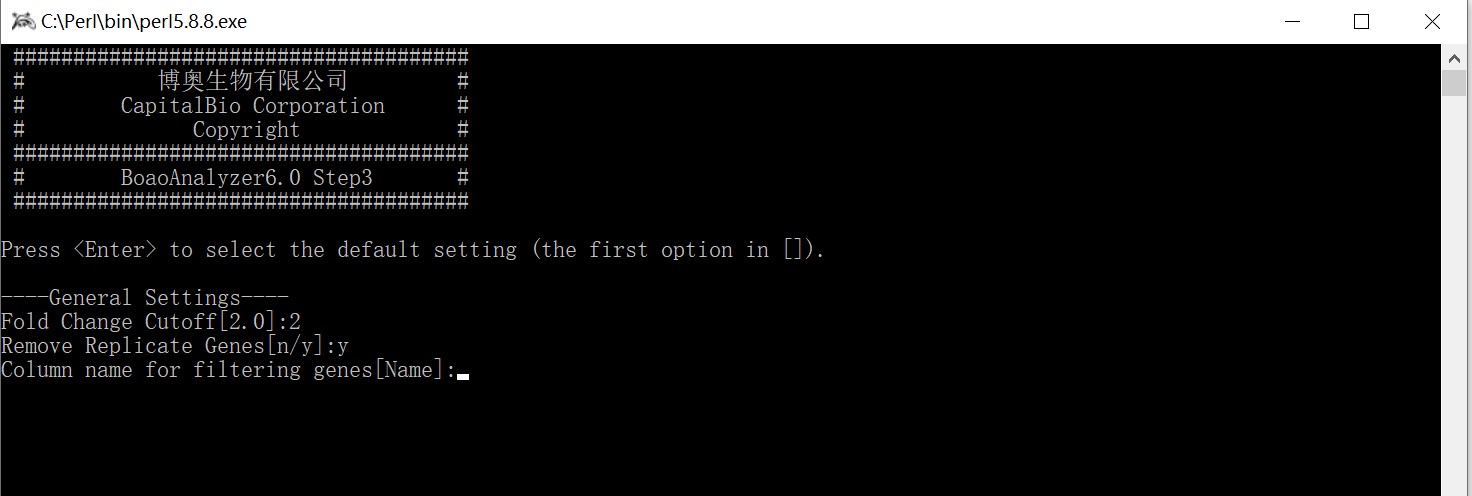 C:\Perl\bin\perl5.8.8.exe
######################################
# 博奥生物有限公司 #
# CapitalBio Corporation #
# Copyright #
######################################
# BoaoAnalyzer6.0 Step3 #
######################################
Press <Enter> to select the default setting (the first option in []).
----General Settings----
Fold Change Cutoff[2.0]:2
Remove Replicate Genes[n/y]:y
Column name for filtering genes[Name]: